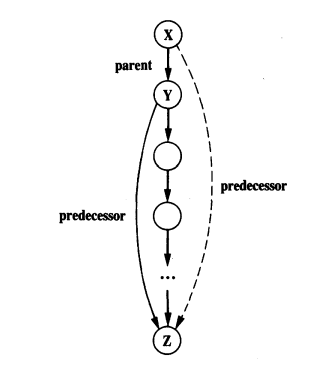 X
parent
Y
predecessor
predecessor
...
Z